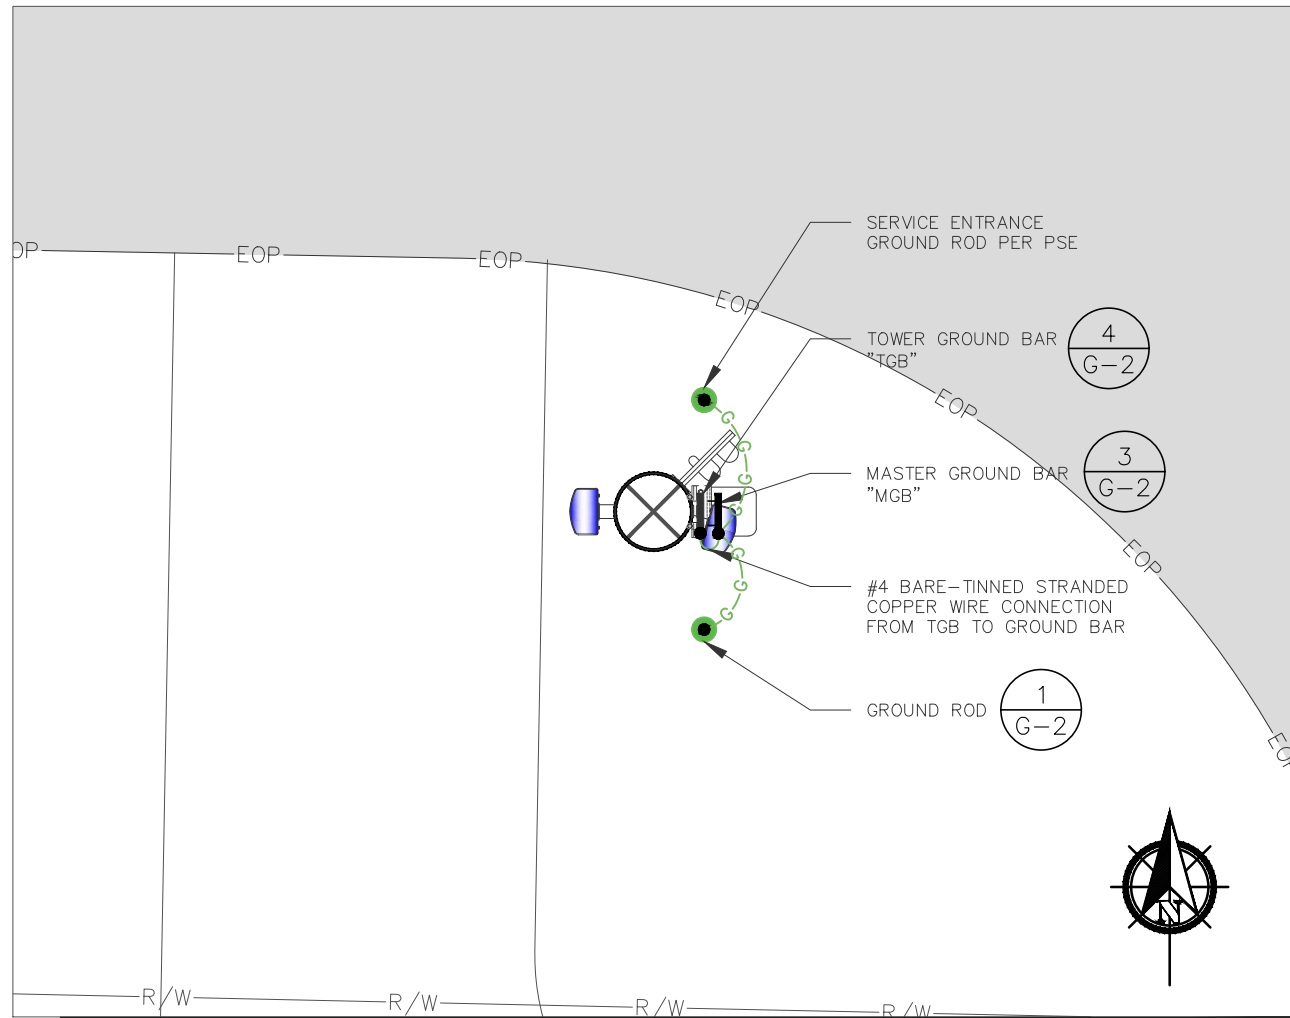 SERVICE ENTRANCE
GROUND ROD PER PSE
OP
EOP
EOP
EOP
TOWER GROUND BAR
"TGB"
4
G-2
EOP
G
G
G
G
G
G
G
MASTER GROUND BAR
"MGB"
3
G-2
EOP
#4 BARE-TINNED STRANDED
COPPER WIRE CONNECTION
FROM TGB TO GROUND BAR
GROUND ROD
1
G-2
EOP
N
R/W
R/W
R/W
R/W